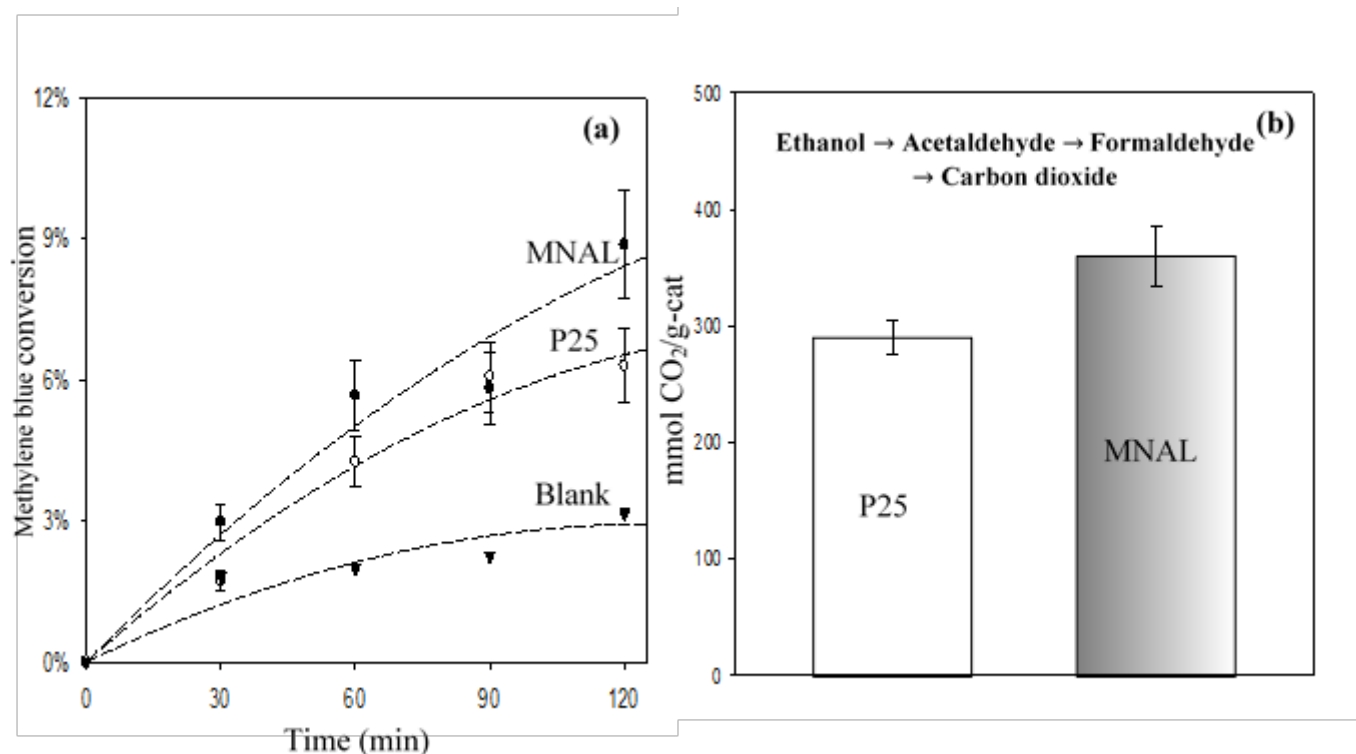 12%
(a)
9%
MNAL
P25
6%
Blank
3%
0%
0 30 60 90 120
Methylene blue conversion
Time (min)
500
(b)
Ethanol → Acetaldehyde → Formaldehyde
→ Carbon dioxide
400
300
200
100
0
mmol CO₂/g-cat
P25
MNAL